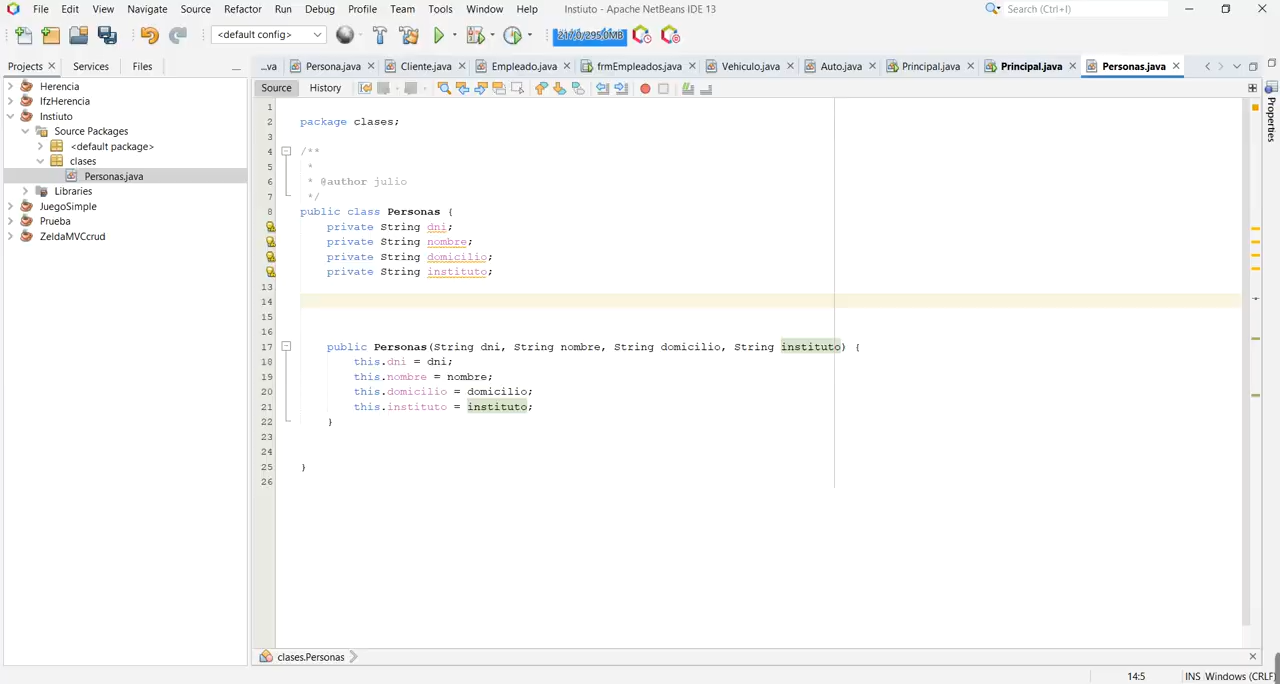 File Edit View Navigate Source Refactor Run Debug Profile Team Tools Window Help Instiuto - Apache NetBeans IDE 13 Search (Ctrl+I)
<default config> 217.0/295.0MB
Projects Services Files
...va Persona.java Cliente.java Empleado.java frmEmpleados.java Vehiculo.java Auto.java Principal.java Principal.java Personas.java
Source History
Herencia
IfzHerencia
Instiuto
Source Packages
<default package>
clases
Personas.java
Libraries
JuegoSimple
Prueba
ZeldaMVCcrud
Properties
1
2 package clases;
3
4 /**
5 *
6 * @author julio
7 */
8 public class Personas {
private String dni;
private String nombre;
private String domicilio;
private String instituto;
13
14
15
16
17 public Personas(String dni, String nombre, String domicilio, String instituto) {
18 this.dni = dni;
19 this.nombre = nombre;
20 this.domicilio = domicilio;
21 this.instituto = instituto;
22 }
23
24
25 }
26
clases.Personas
14:5 INS Windows (CRLF)